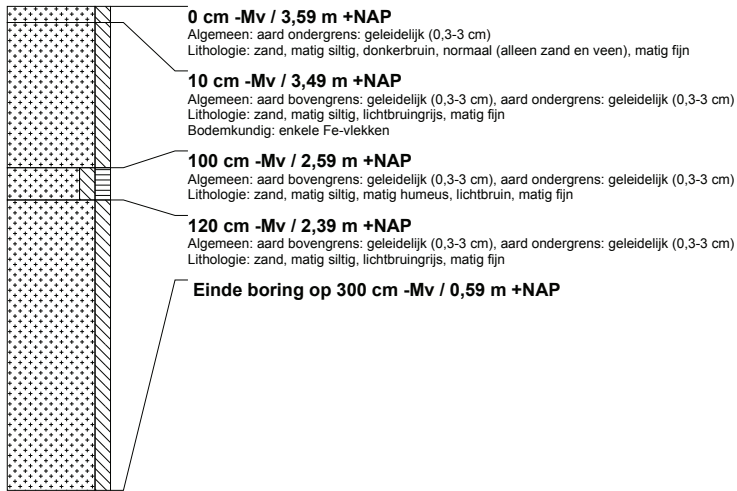 0 cm -Mv / 3,59 m +NAP
Algemeen: aard ondergrens: geleidelijk (0,3-3 cm)
Lithologie: zand, matig siltig, donkerbruin, normaal (alleen zand en veen), matig fijn
10 cm -Mv / 3,49 m +NAP
Algemeen: aard bovengrens: geleidelijk (0,3-3 cm), aard ondergrens: geleidelijk (0,3-3 cm)
Lithologie: zand, matig siltig, lichtbruingrijs, matig fijn
Bodemkundig: enkele Fe-vlekken
100 cm -Mv / 2,59 m +NAP
Algemeen: aard bovengrens: geleidelijk (0,3-3 cm), aard ondergrens: geleidelijk (0,3-3 cm)
Lithologie: zand, matig siltig, matig humeus, lichtbruin, matig fijn
120 cm -Mv / 2,39 m +NAP
Algemeen: aard bovengrens: geleidelijk (0,3-3 cm), aard ondergrens: geleidelijk (0,3-3 cm)
Lithologie: zand, matig siltig, lichtbruingrijs, matig fijn
Einde boring op 300 cm -Mv / 0,59 m +NAP